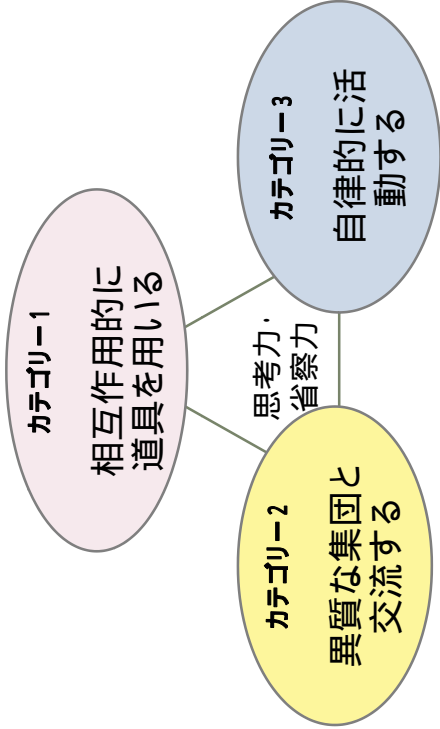 カテゴリー1
相互作用的に
道具を用いる
思考力・
省察力
カテゴリー2
異質な集団と
交流する
カテゴリー3
自律的に活
動する